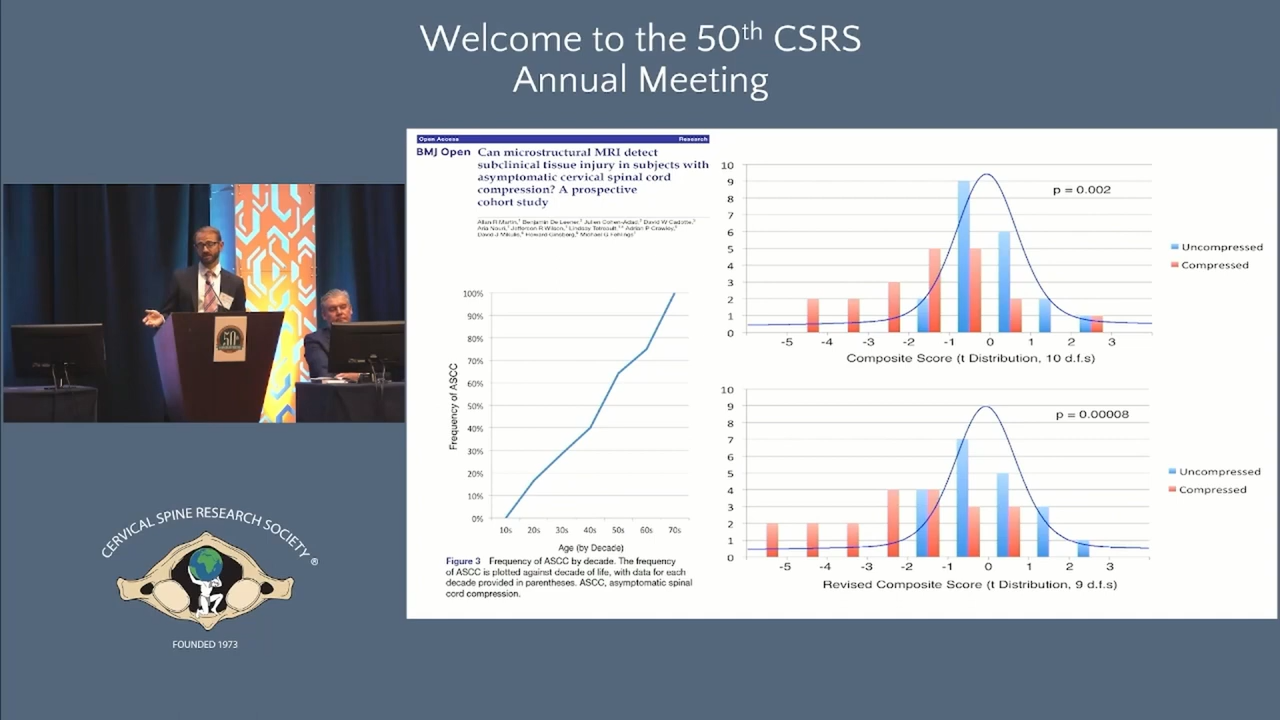 Welcome to the 50th CSRS
Annual Meeting
Open Access
Research
BMJ Open
Can microstructural MRI detect
subclinical tissue injury in subjects with
asymptomatic cervical spinal cord
compression? A prospective
cohort study
Allan R Martin,
Benjamin De Leener,
Julien Cohen-Adad,
David W Cadotte,
Aria Nouri,
Jefferson R Wilson,
Lindsay Tetreault,
Adrian P Crawley,
David J Mikulis,
Howard Ginsberg,
Michael G Fehlings
100%
90%
80%
70%
60%
50%
40%
30%
20%
10%
0%
Frequency of ASCC
10s 20s 30s 40s 50s 60s 70s
Age (by Decade)
Figure 3 Frequency of ASCC by decade. The frequency
of ASCC is plotted against decade of life, with data for each
decade provided in parentheses. ASCC, asymptomatic spinal
cord compression.
10
9
8
7
6
5
4
3
2
1
0
p = 0.002
Uncompressed
Compressed
-5 -4 -3 -2 -1 0 1 2 3
Composite Score (t Distribution, 10 d.f.s)
10
9
8
7
6
5
4
3
2
1
0
p = 0.00008
Uncompressed
Compressed
-5 -4 -3 -2 -1 0 1 2 3
Revised Composite Score (t Distribution, 9 d.f.s)
50
CERVICAL SPINE RESEARCH SOCIETY ®
FOUNDED 1973